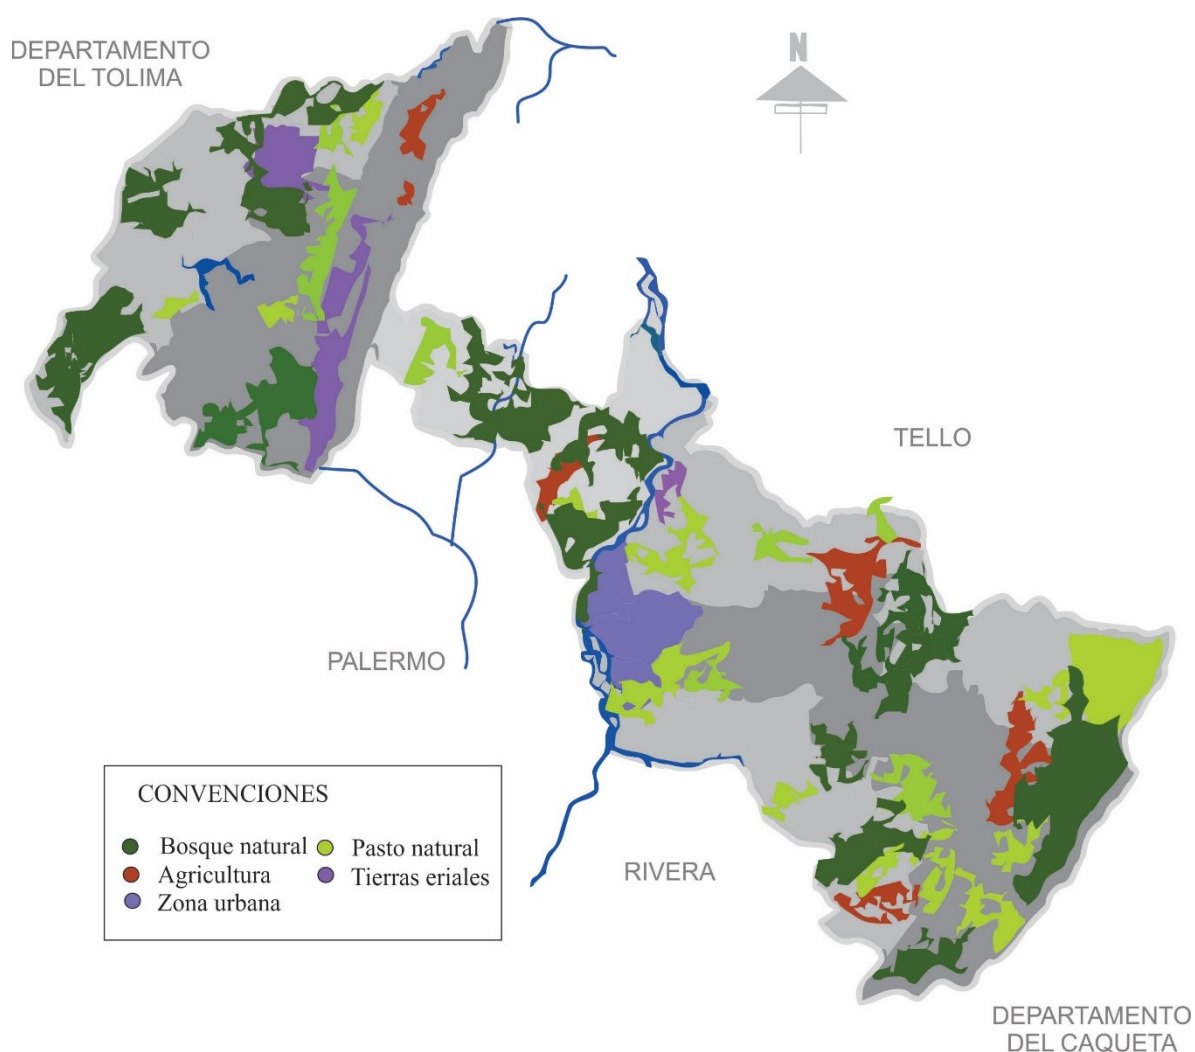 DEPARTAMENTO
DEL TOLIMA
N
TELLO
PALERMO
CONVENCIONES
Bosque natural
Pasto natural
Agricultura
Tierras eriales
Zona urbana
RIVERA
DEPARTAMENTO
DEL CAQUETA